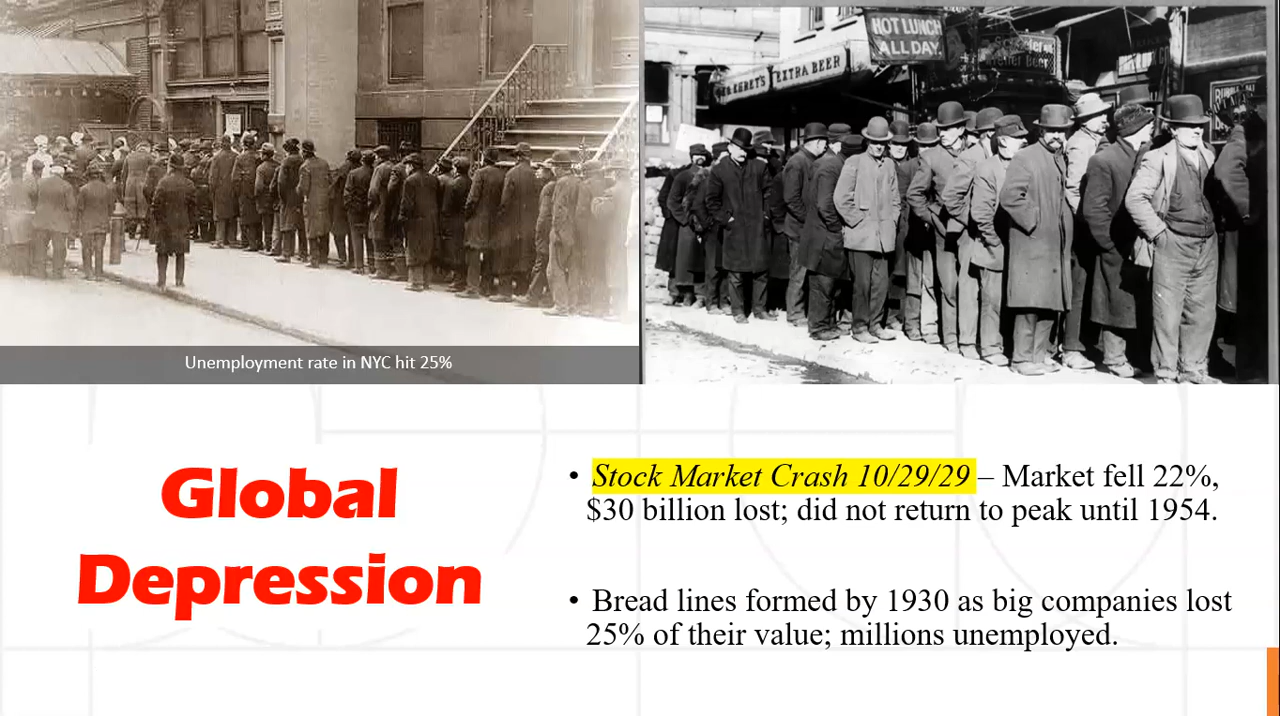 HOT LUNCH
ALL DAY.
EXTRA BEER
Unemployment rate in NYC hit 25%
Global
Depression
• Stock Market Crash 10/29/29 – Market fell 22%,
$30 billion lost; did not return to peak until 1954.
• Bread lines formed by 1930 as big companies lost
25% of their value; millions unemployed.